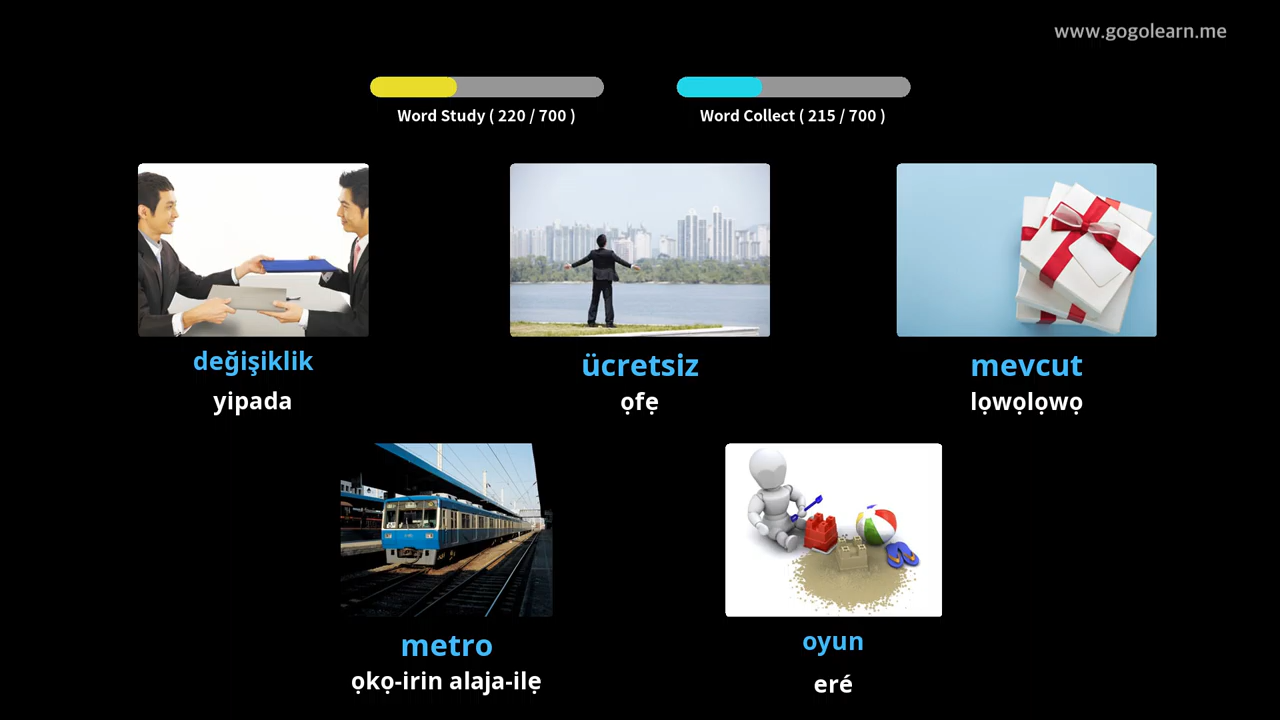 www.gogolearn.me
Word Study ( 220 / 700 )
Word Collect ( 215 / 700 )
değişiklik
yipada
ücretsiz
ọfẹ
mevcut
lọwọlọwọ
metro
ọkọ-irin alaja-ilẹ
oyun
eré